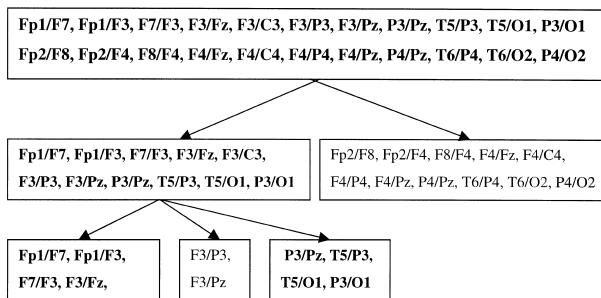 Fp1/F7, Fp1/F3, F7/F3, F3/Fz, F3/C3, F3/P3, F3/Pz, P3/Pz, T5/P3, T5/O1, P3/O1
Fp2/F8, Fp2/F4, F8/F4, F4/Fz, F4/C4, F4/P4, F4/Pz, P4/Pz, T6/P4, T6/O2, P4/O2
Fp1/F7, Fp1/F3, F7/F3, F3/Fz, F3/C3,
F3/P3, F3/Pz, P3/Pz, T5/P3, T5/O1, P3/O1
Fp2/F8, Fp2/F4, F8/F4, F4/Fz, F4/C4,
F4/P4, F4/Pz, P4/Pz, T6/P4, T6/O2, P4/O2
Fp1/F7, Fp1/F3,
F7/F3, F3/Fz,
F3/P3,
F3/Pz
P3/Pz, T5/P3,
T5/O1, P3/O1